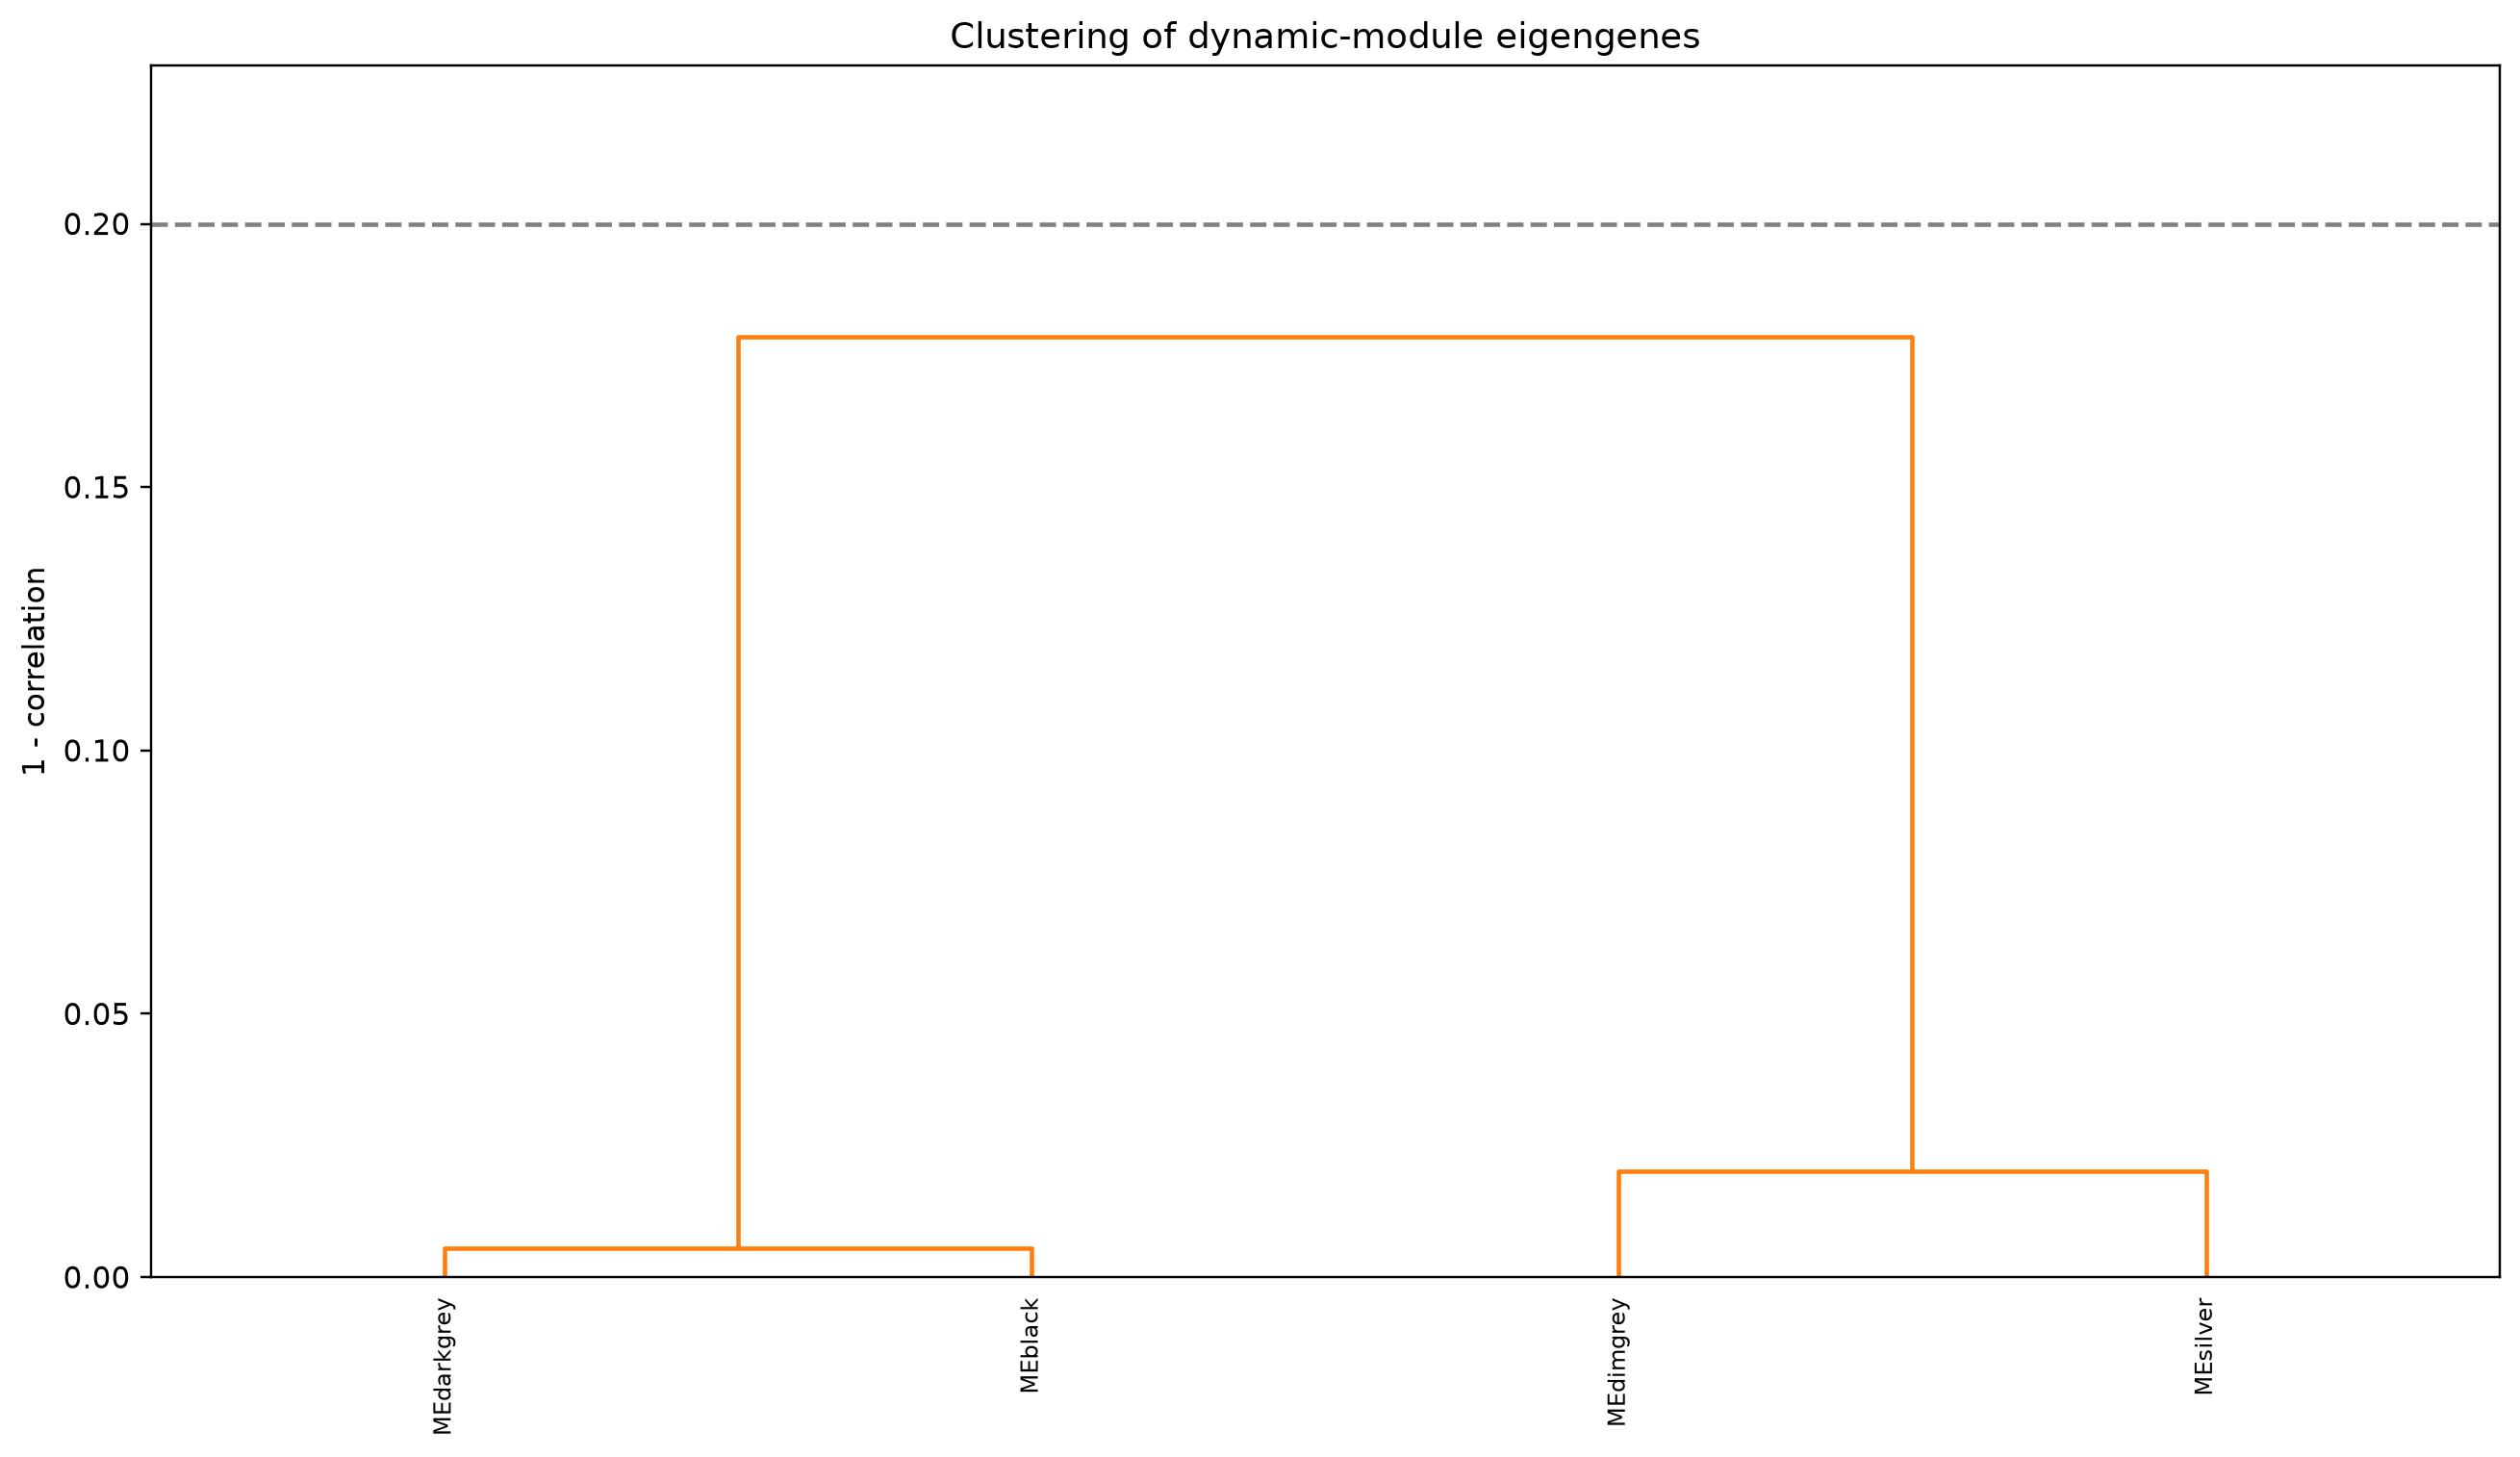 Clustering of dynamic-module eigengenes
1 - correlation
0.20
0.15
0.10
0.05
0.00
MEdarkgrey
MEblack
MEdimgrey
MEsilver